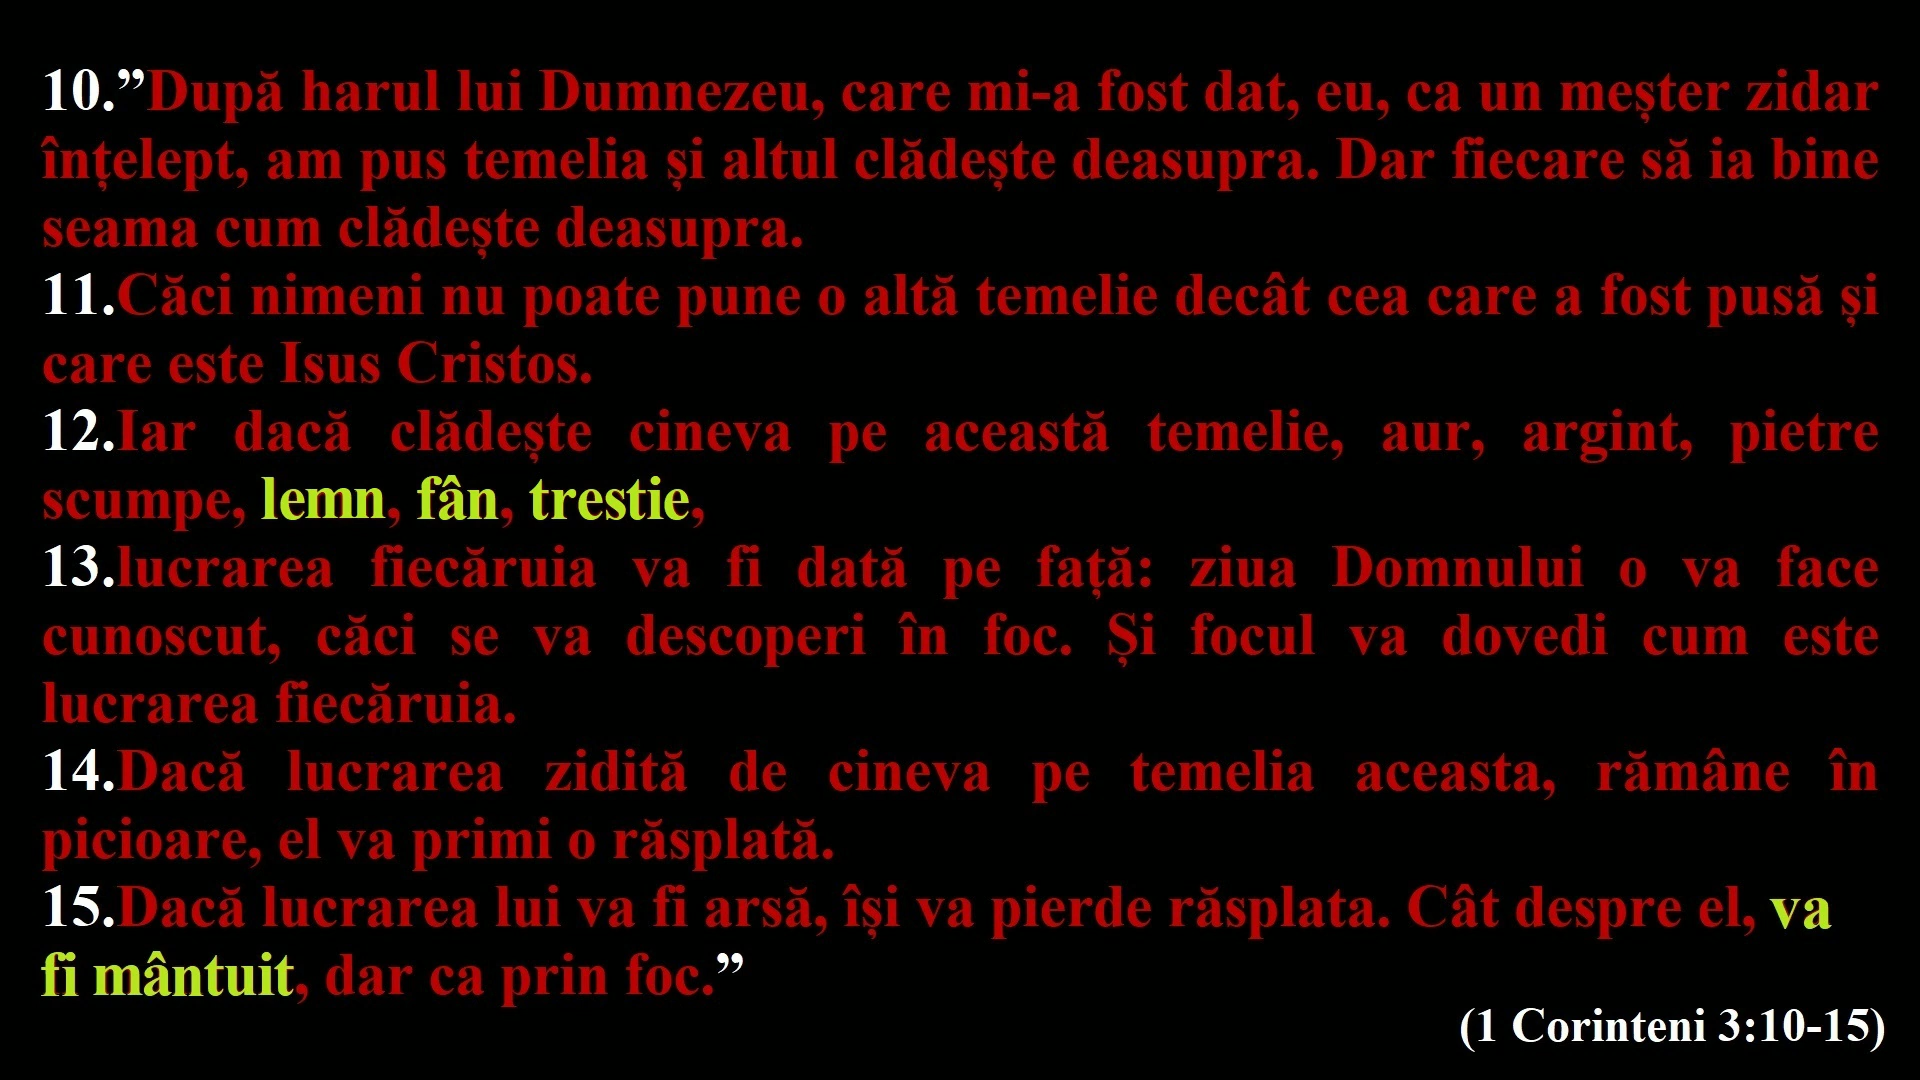 10.”După harul lui Dumnezeu, care mi-a fost dat, eu, ca un meșter zidar
înțelept, am pus temelia și altul clădește deasupra. Dar fiecare să ia bine
seama cum clădește deasupra.
11.Căci nimeni nu poate pune o altă temelie decât cea care a fost pusă și
care este Isus Cristos.
12.Iar dacă clădește cineva pe această temelie, aur, argint, pietre
scumpe, lemn, fân, trestie,
13.lucrarea fiecăruia va fi dată pe față: ziua Domnului o va face
cunoscut, căci se va descoperi în foc. Și focul va dovedi cum este
lucrarea fiecăruia.
14.Dacă lucrarea zidită de cineva pe temelia aceasta, rămâne în
picioare, el va primi o răsplată.
15.Dacă lucrarea lui va fi arsă, își va pierde răsplata. Cât despre el, va
fi mântuit, dar ca prin foc.”
(1 Corinteni 3:10-15)